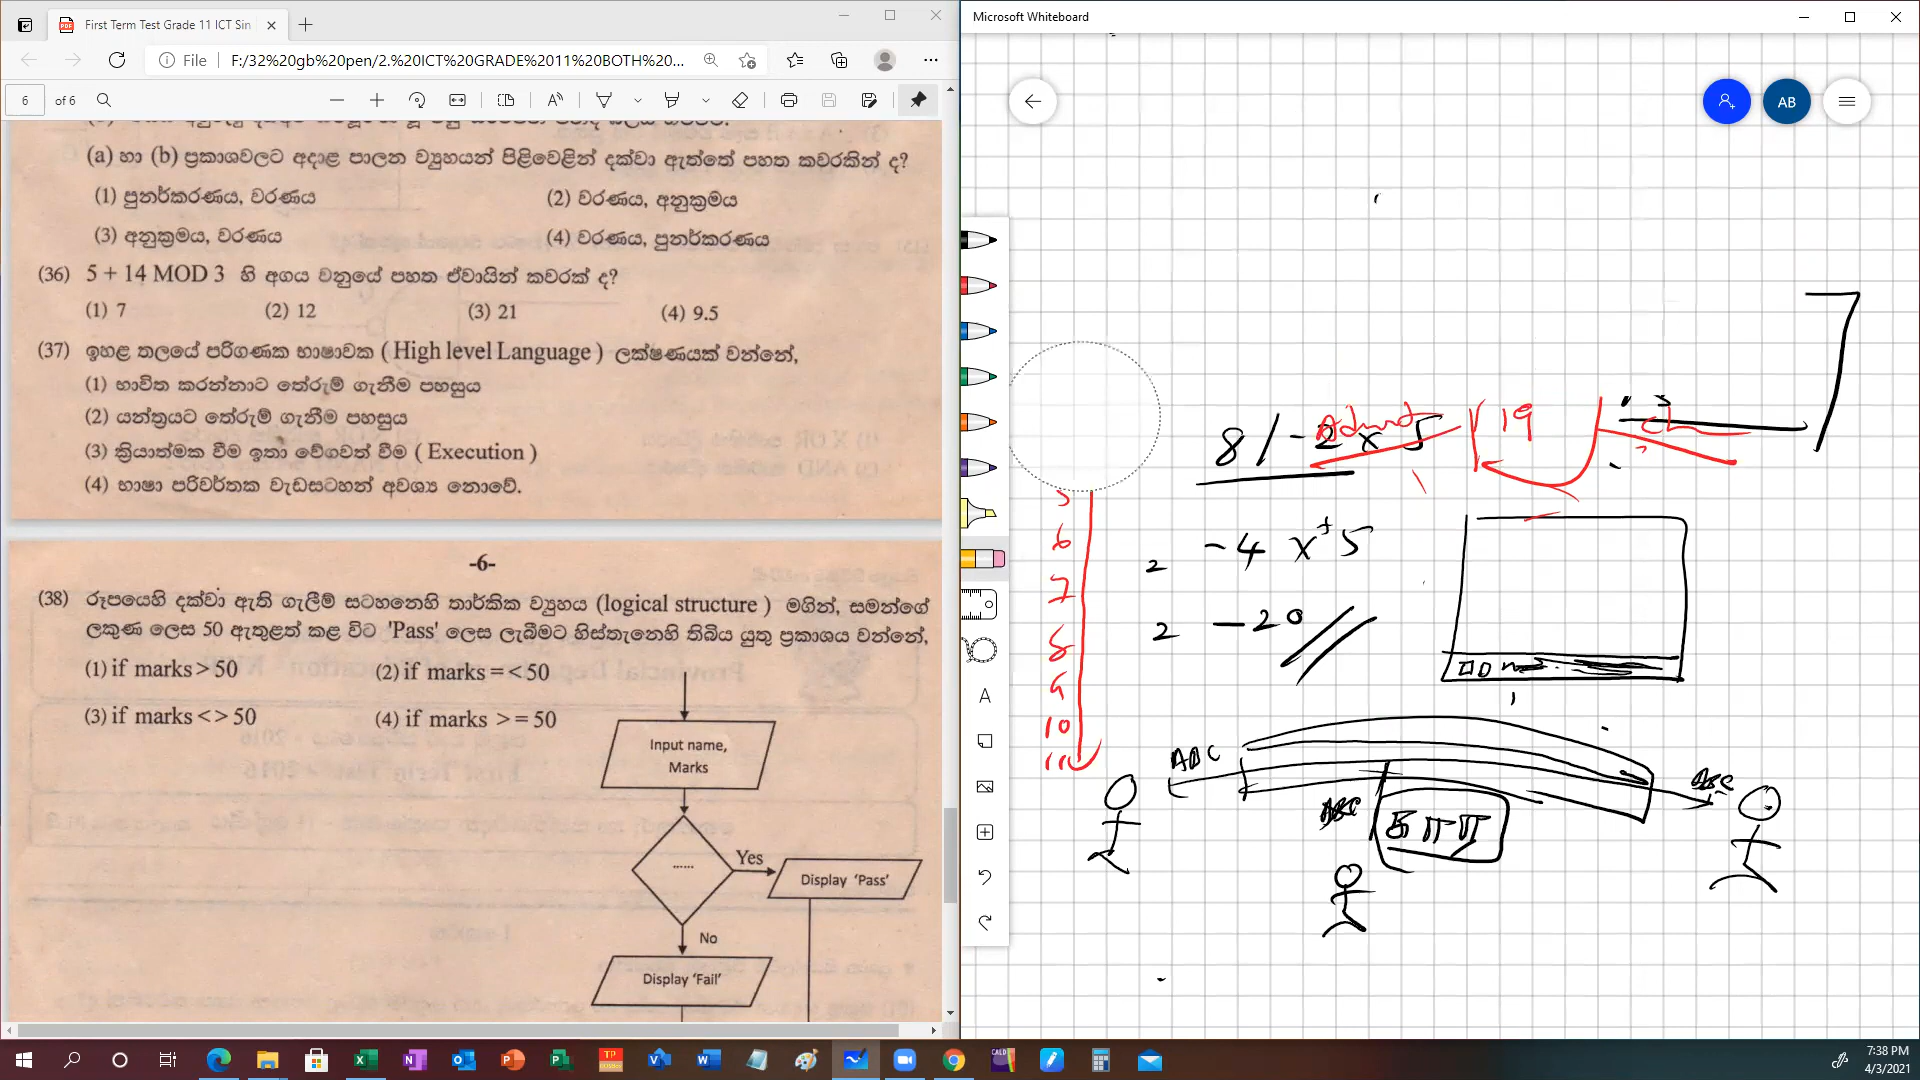 First Term Test Grade 11 ICT Sin
File F:/32%20gb%20pen/2.%20ICT%20GRADE%2011%20BOTH%20...
6 of 6
(a) හා (b) ප්‍රකාශවලට අදාළ පාලන ව්‍යුහයන් පිළිවෙළින් දක්වා ඇත්තේ පහත කවරකින් ද?
(1) පුනර්කරණය, වරණය (2) වරණය, අනුක්‍රමය
(3) අනුක්‍රමය, වරණය (4) වරණය, පුනර්කරණය
(36) 5 + 14 MOD 3 හි අගය වනුයේ පහත ඒවායින් කවරක් ද?
(1) 7 (2) 12 (3) 21 (4) 9.5
(37) ඉහළ තලයේ පරිගණක භාෂාවක ( High level Language ) ලක්ෂණයක් වන්නේ,
(1) භාවිත කරන්නාට තේරුම් ගැනීම පහසුය
(2) යන්ත්‍රයට තේරුම් ගැනීම පහසුය
(3) ක්‍රියාත්මක වීම ඉතා වේගවත් වීම ( Execution )
(4) භාෂා පරිවර්තක වැඩසටහන් අවශ්‍ය නොවේ.
-6-
(38) රූපයෙහි දක්වා ඇති ගැලීම් සටහනෙහි තාර්කික ව්‍යුහය (logical structure ) මගින්, සමන්ගේ
ලකුණ ලෙස 50 ඇතුළත් කළ විට 'Pass' ලෙස ලැබීමට හිස්තැනෙහි තිබිය යුතු ප්‍රකාශය වන්නේ,
(1) if marks > 50 (2) if marks = < 50
(3) if marks < > 50 (4) if marks > = 50
Input name,
Marks
......
Yes
Display ‘Pass’
No
Display ‘Fail’
Microsoft Whiteboard
AB
A
19
8 / -2 x 5
5
6
7
8
9
10
11
-4 x + 5
2
2 -20
ABC
ABC
ABC
7:38 PM
4/3/2021